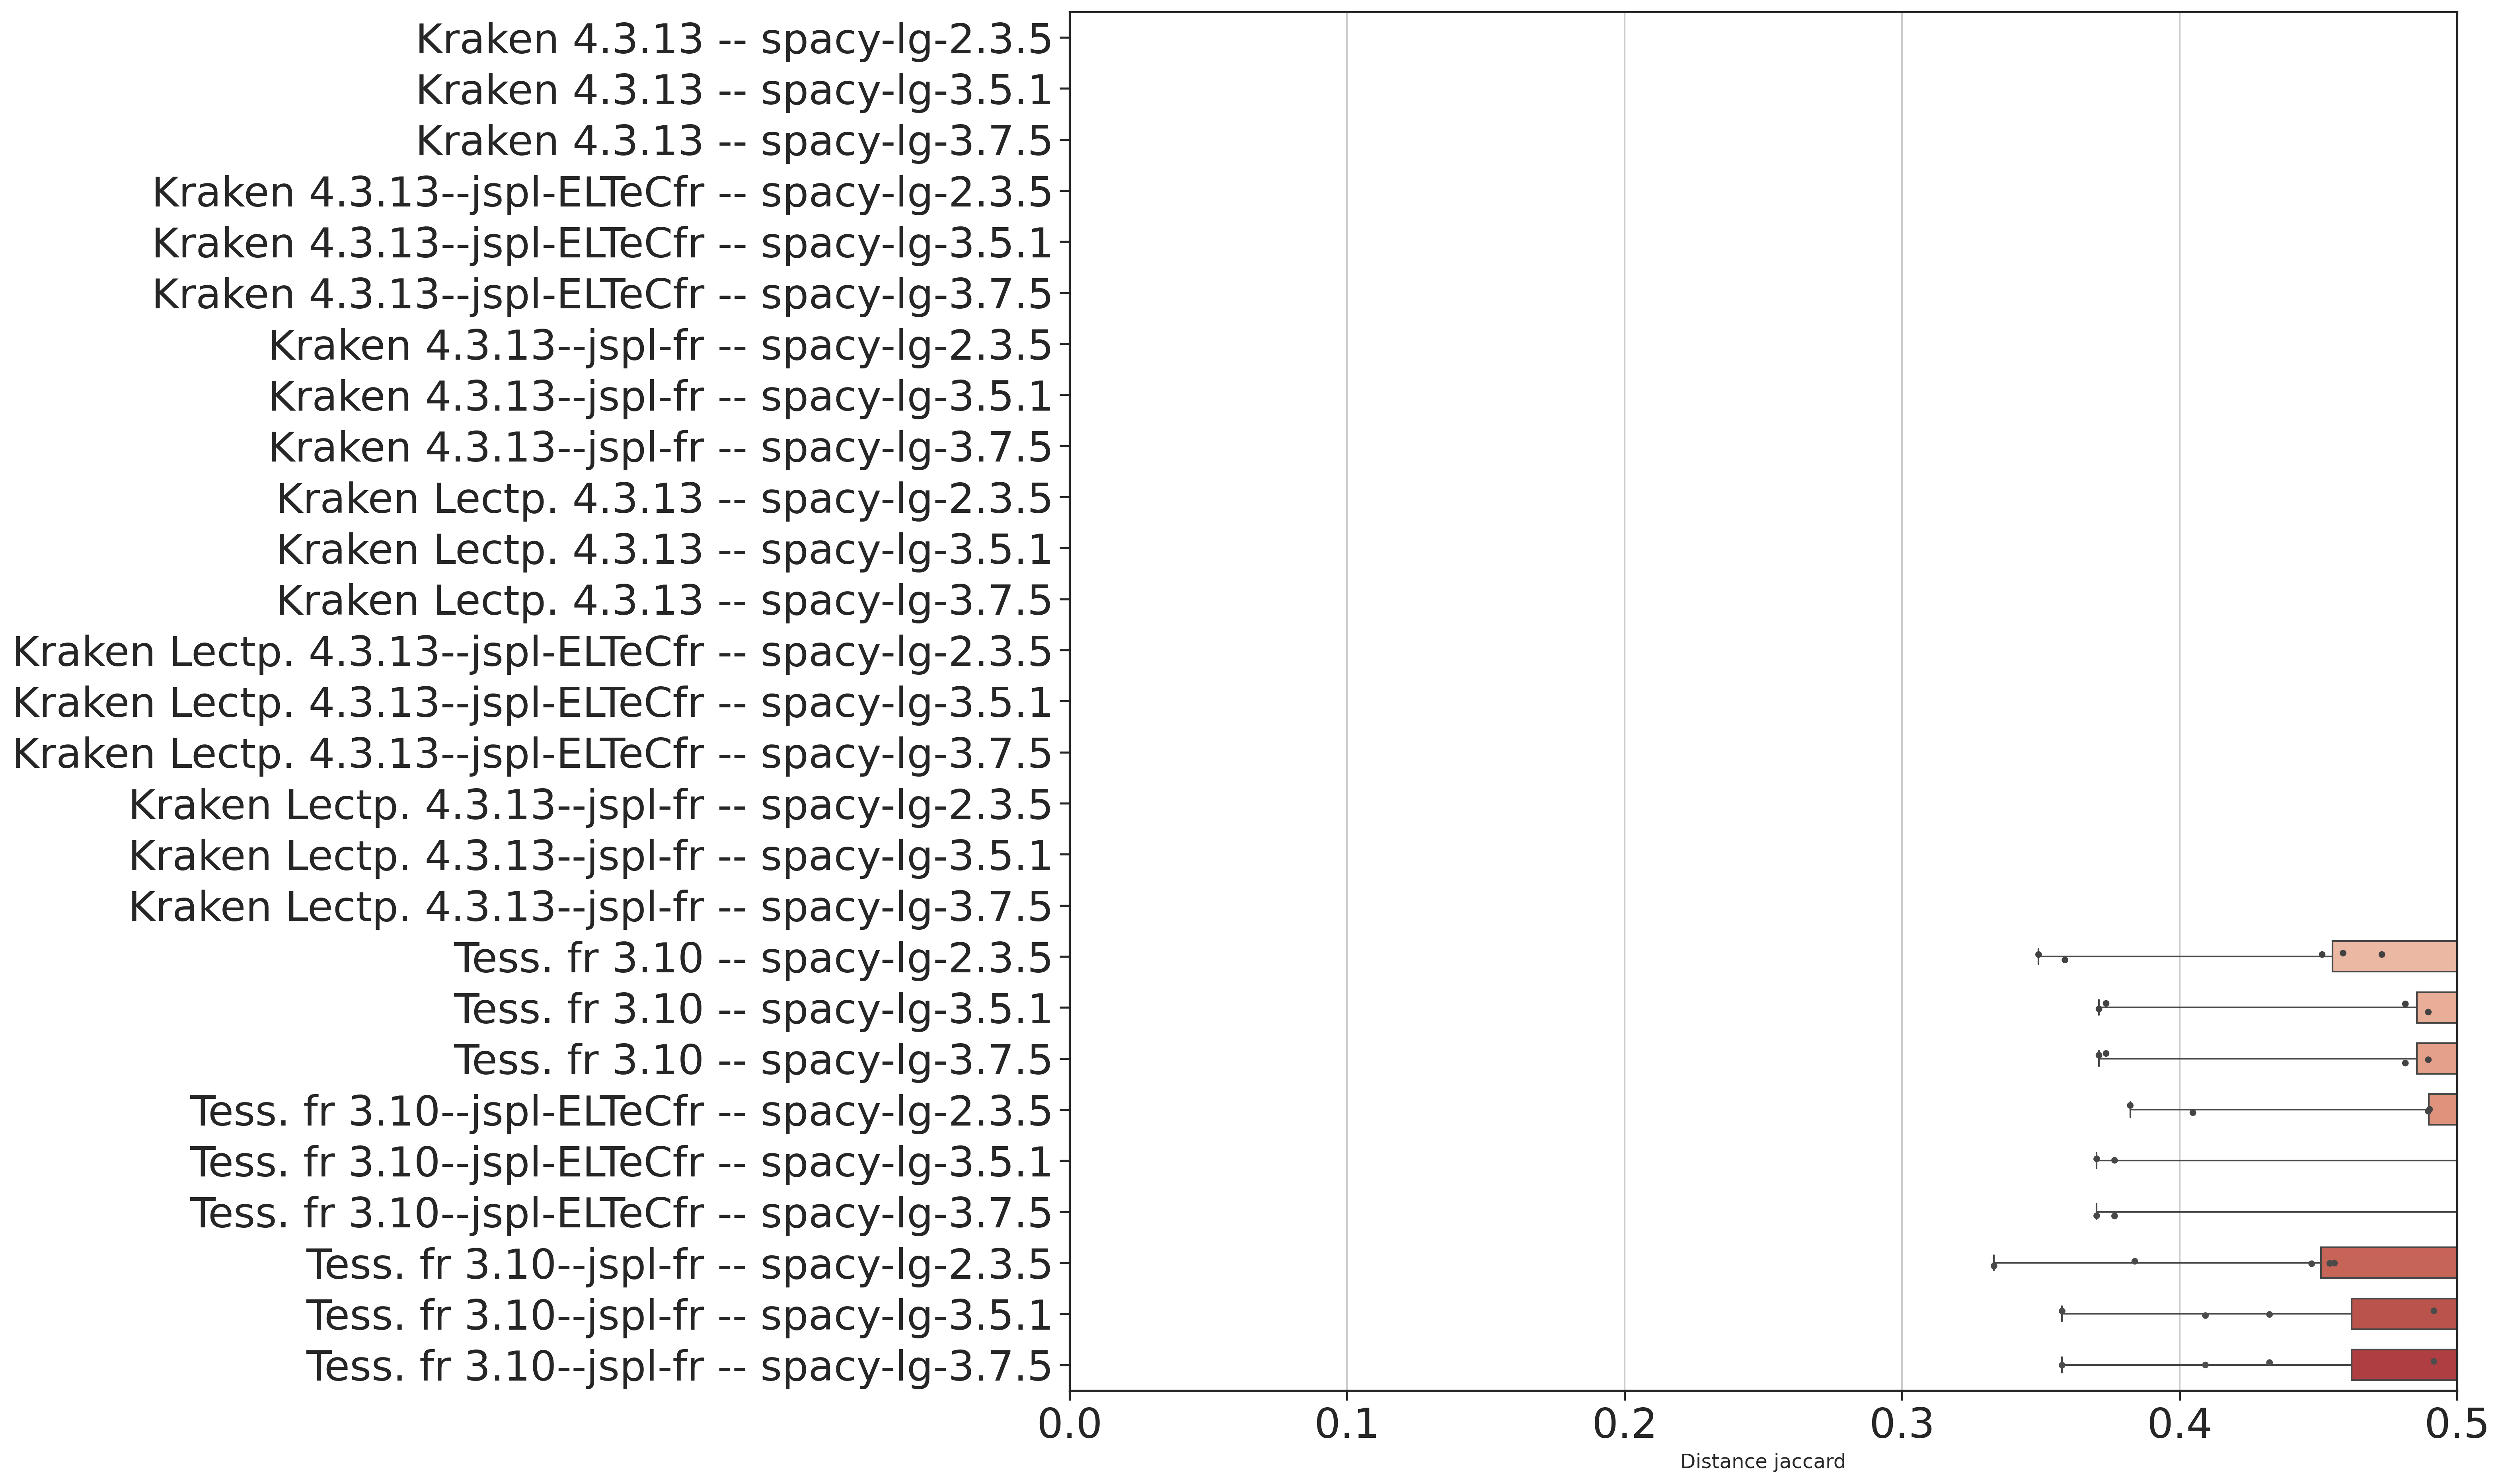 Kraken 4.3.13 -- spacy-lg-2.3.5
Kraken 4.3.13 -- spacy-lg-3.5.1
Kraken 4.3.13 -- spacy-lg-3.7.5
Kraken 4.3.13--jspl-ELTeCfr -- spacy-lg-2.3.5
Kraken 4.3.13--jspl-ELTeCfr -- spacy-lg-3.5.1
Kraken 4.3.13--jspl-ELTeCfr -- spacy-lg-3.7.5
Kraken 4.3.13--jspl-fr -- spacy-lg-2.3.5
Kraken 4.3.13--jspl-fr -- spacy-lg-3.5.1
Kraken 4.3.13--jspl-fr -- spacy-lg-3.7.5
Kraken Lectp. 4.3.13 -- spacy-lg-2.3.5
Kraken Lectp. 4.3.13 -- spacy-lg-3.5.1
Kraken Lectp. 4.3.13 -- spacy-lg-3.7.5
Kraken Lectp. 4.3.13--jspl-ELTeCfr -- spacy-lg-2.3.5
Kraken Lectp. 4.3.13--jspl-ELTeCfr -- spacy-lg-3.5.1
Kraken Lectp. 4.3.13--jspl-ELTeCfr -- spacy-lg-3.7.5
Kraken Lectp. 4.3.13--jspl-fr -- spacy-lg-2.3.5
Kraken Lectp. 4.3.13--jspl-fr -- spacy-lg-3.5.1
Kraken Lectp. 4.3.13--jspl-fr -- spacy-lg-3.7.5
Tess. fr 3.10 -- spacy-lg-2.3.5
Tess. fr 3.10 -- spacy-lg-3.5.1
Tess. fr 3.10 -- spacy-lg-3.7.5
Tess. fr 3.10--jspl-ELTeCfr -- spacy-lg-2.3.5
Tess. fr 3.10--jspl-ELTeCfr -- spacy-lg-3.5.1
Tess. fr 3.10--jspl-ELTeCfr -- spacy-lg-3.7.5
Tess. fr 3.10--jspl-fr -- spacy-lg-2.3.5
Tess. fr 3.10--jspl-fr -- spacy-lg-3.5.1
Tess. fr 3.10--jspl-fr -- spacy-lg-3.7.5
0.0 0.1 0.2 0.3 0.4 0.5
Distance jaccard